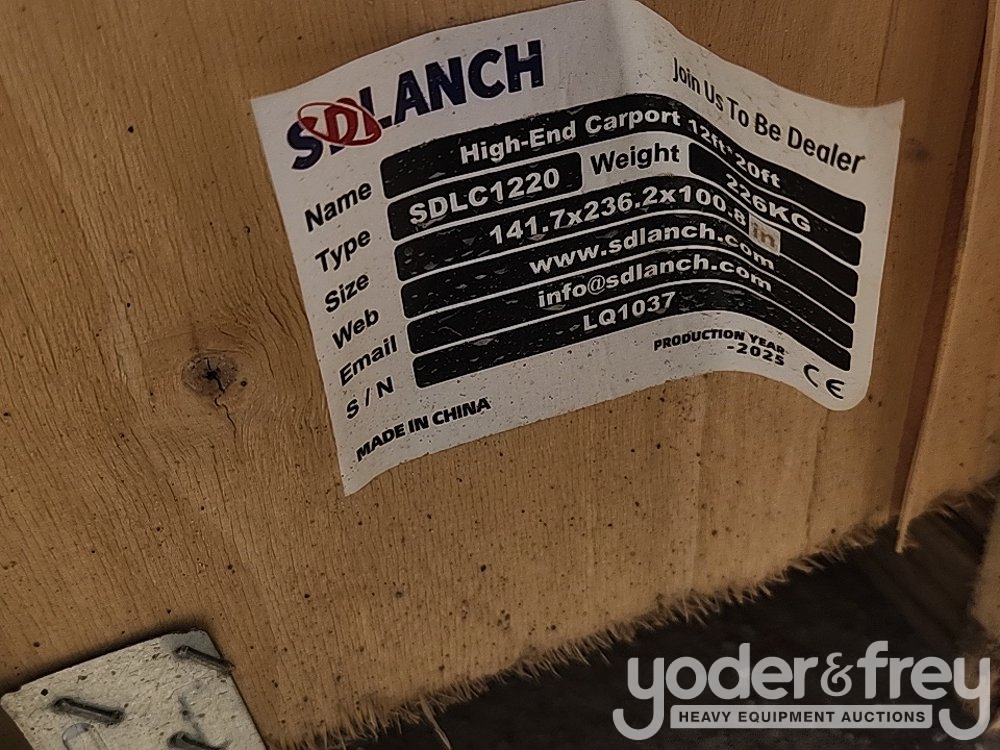 SDLANCH
Join Us To Be Dealer
Name High-End Carport 12ft*20ft
Type SDLC1220 Weight 226KG
Size 141.7x236.2x100.8in
Web www.sdlanch.com
Email info@sdlanch.com
S / N LQ1037
PRODUCTION YEAR
-2025
MADE IN CHINA
CE
yoder&frey
HEAVY EQUIPMENT AUCTIONS